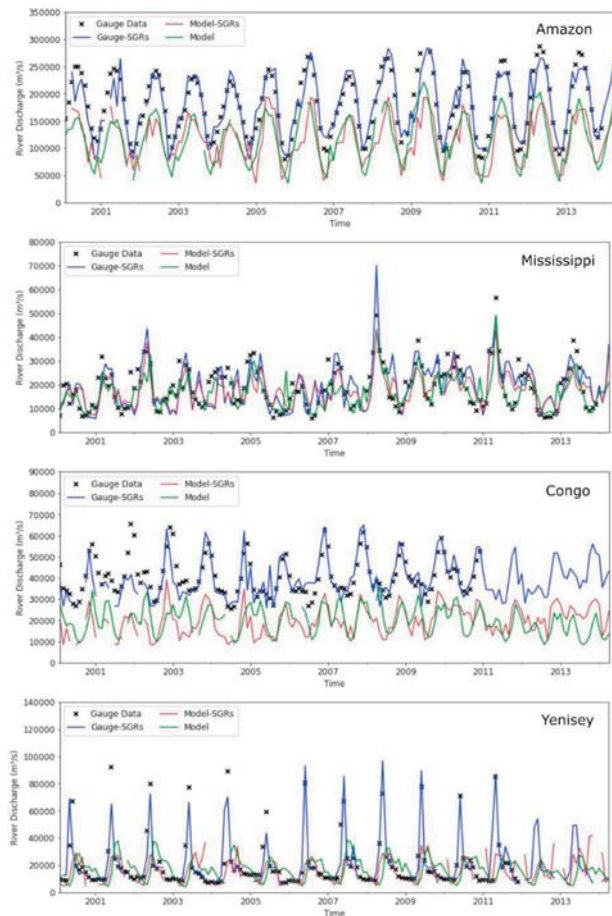 Amazon
350000
300000
250000
200000
150000
100000
50000
0
River Discharge (m³/s)
Gauge Data
Gauge-SGRs
Model-SGRs
Model
2001
2003
2005
2007
2009
2011
2013
Time
Mississippi
80000
70000
60000
50000
40000
30000
20000
10000
0
River Discharge (m³/s)
Gauge Data
Gauge-SGRs
Model-SGRs
Model
2001
2003
2005
2007
2009
2011
2013
Time
Congo
90000
80000
70000
60000
50000
40000
30000
20000
10000
0
River Discharge (m³/s)
Gauge Data
Gauge-SGRs
Model-SGRs
Model
2001
2003
2005
2007
2009
2011
2013
Time
Yenisey
140000
120000
100000
80000
60000
40000
20000
0
River Discharge (m³/s)
Gauge Data
Gauge-SGRs
Model-SGRs
Model
2001
2003
2005
2007
2009
2011
2013
Time